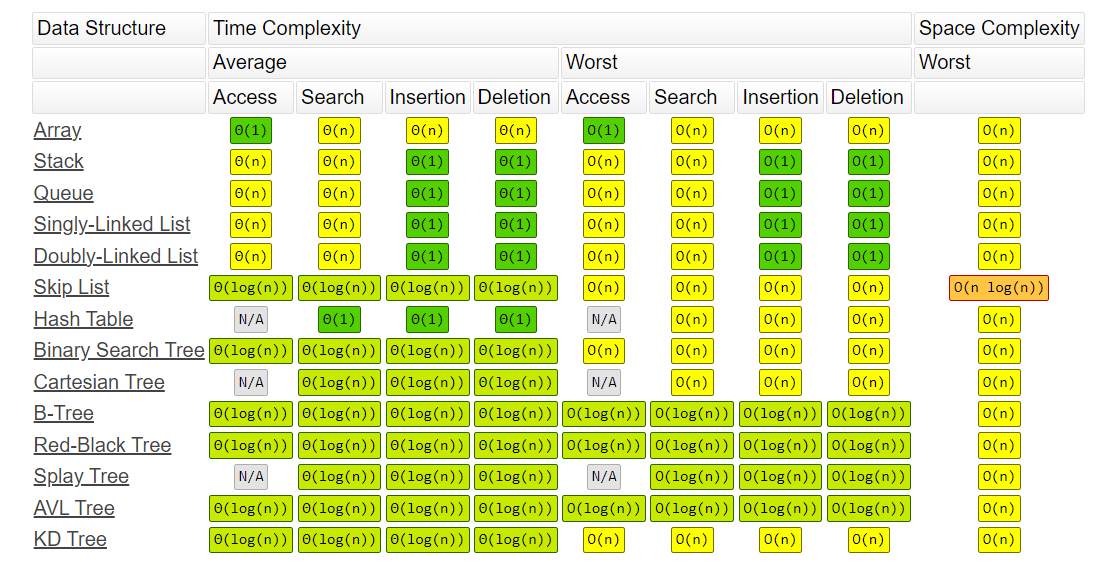 Data Structure Time Complexity Space Complexity
Average Worst Worst
Access Search Insertion Deletion Access Search Insertion Deletion
Array Θ(1) Θ(n) Θ(n) Θ(n) O(1) O(n) O(n) O(n) O(n)
Stack Θ(n) Θ(n) Θ(1) Θ(1) O(n) O(n) O(1) O(1) O(n)
Queue Θ(n) Θ(n) Θ(1) Θ(1) O(n) O(n) O(1) O(1) O(n)
Singly-Linked List Θ(n) Θ(n) Θ(1) Θ(1) O(n) O(n) O(1) O(1) O(n)
Doubly-Linked List Θ(n) Θ(n) Θ(1) Θ(1) O(n) O(n) O(1) O(1) O(n)
Skip List Θ(log(n)) Θ(log(n)) Θ(log(n)) Θ(log(n)) O(n) O(n) O(n) O(n) O(n log(n))
Hash Table N/A Θ(1) Θ(1) Θ(1) N/A O(n) O(n) O(n) O(n)
Binary Search Tree Θ(log(n)) Θ(log(n)) Θ(log(n)) Θ(log(n)) O(n) O(n) O(n) O(n) O(n)
Cartesian Tree N/A Θ(log(n)) Θ(log(n)) Θ(log(n)) N/A O(n) O(n) O(n) O(n)
B-Tree Θ(log(n)) Θ(log(n)) Θ(log(n)) Θ(log(n)) O(log(n)) O(log(n)) O(log(n)) O(log(n)) O(n)
Red-Black Tree Θ(log(n)) Θ(log(n)) Θ(log(n)) Θ(log(n)) O(log(n)) O(log(n)) O(log(n)) O(log(n)) O(n)
Splay Tree N/A Θ(log(n)) Θ(log(n)) Θ(log(n)) N/A O(log(n)) O(log(n)) O(log(n)) O(n)
AVL Tree Θ(log(n)) Θ(log(n)) Θ(log(n)) Θ(log(n)) O(log(n)) O(log(n)) O(log(n)) O(log(n)) O(n)
KD Tree Θ(log(n)) Θ(log(n)) Θ(log(n)) Θ(log(n)) O(n) O(n) O(n) O(n) O(n)